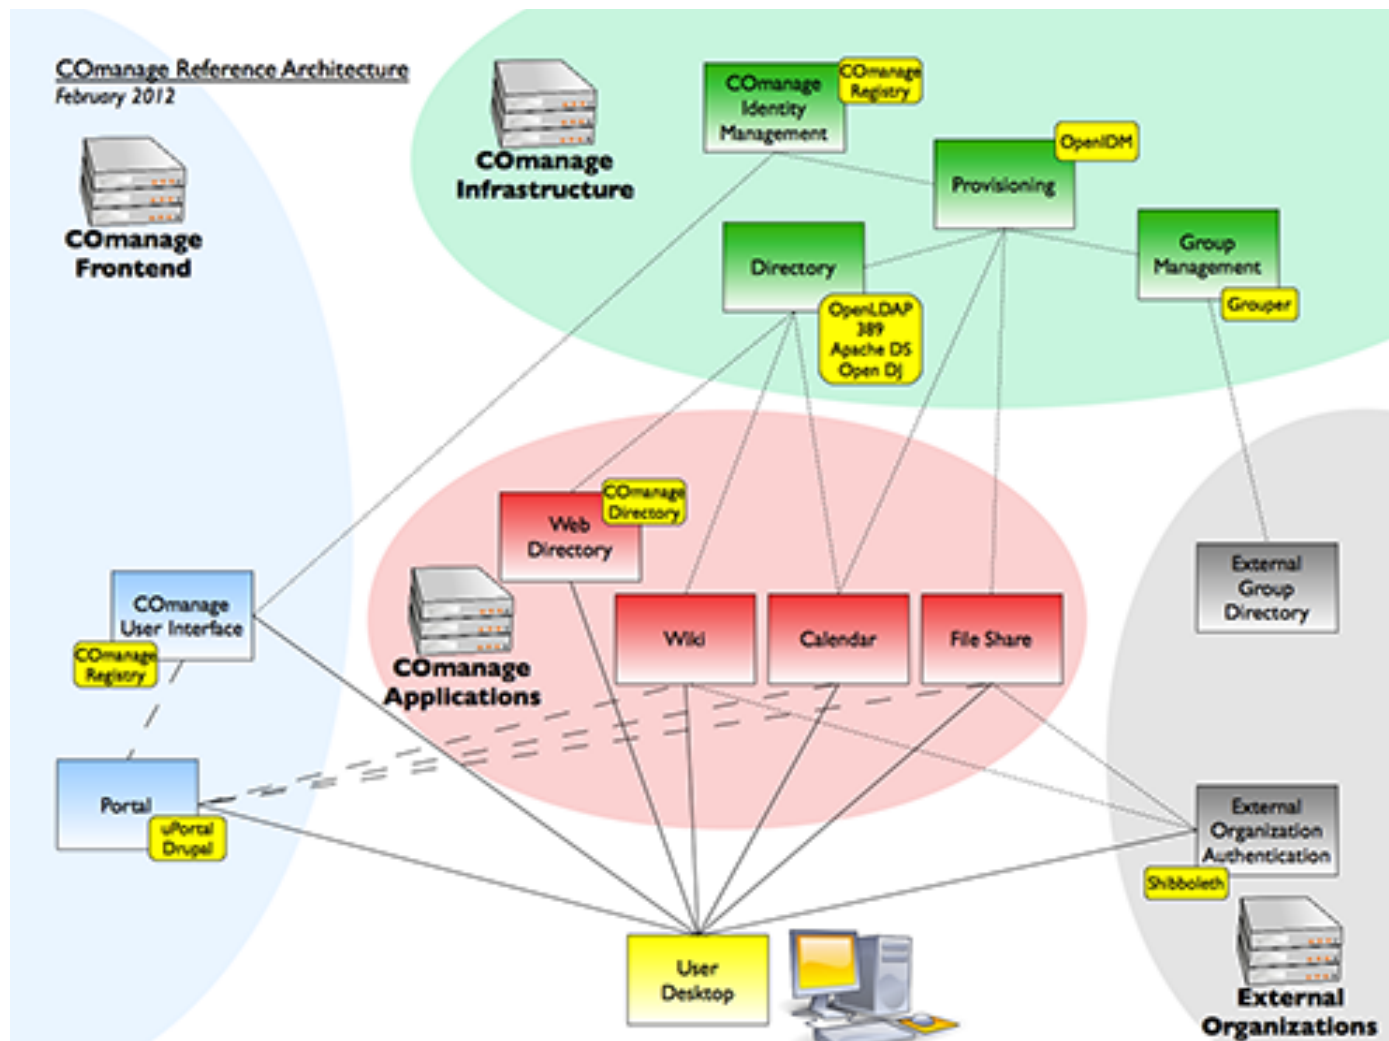 COmanage Reference Architecture
February 2012
COmanage
Frontend
COmanage
Infrastructure
COmanage
Identity
Management
COmanage
Registry
OpenIDM
Provisioning
Directory
OpenLDAP
389
Apache DS
Open DJ
Group
Management
Grouper
COmanage
Directory
Web
Directory
COmanage
Applications
Wiki
Calendar
File Share
External
Group
Directory
COmanage
User Interface
COmanage
Registry
Portal
uPortal
Drupal
External
Organization
Authentication
Shibboleth
User
Desktop
External
Organizations